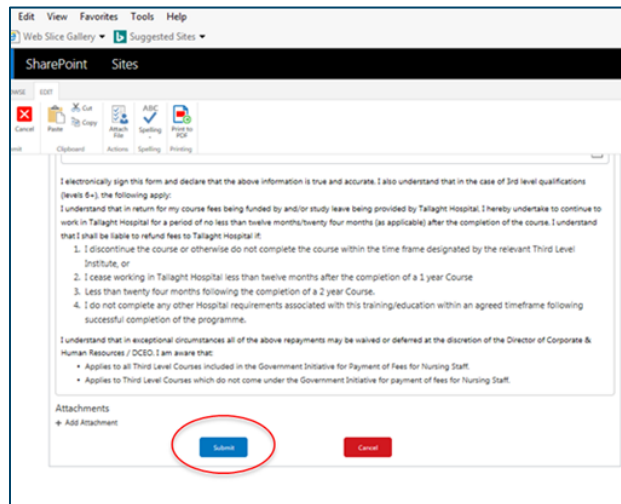 Edit View Favorites Tools Help
Web Slice Gallery Suggested Sites
SharePoint Sites
EDIT
Cancel Paste Cut Copy Attach File ABC Spelling Print to PDF
Clipboard Actions Spelling Printing
I electronically sign this form and declare that the above information is true and accurate. I also understand that in the case of 3rd level qualifications
(levels 6+), the following apply:
I understand that in return for my course fees being funded by and/or study leave being provided by Tallaght Hospital, I hereby undertake to continue to
work in Tallaght Hospital for a period of no less than twelve months/twenty four months (as applicable) after the completion of the course. I understand
that I shall be liable to refund fees to Tallaght Hospital if:
1. I discontinue the course or otherwise do not complete the course within the time frame designated by the relevant Third Level
Institute, or
2. I cease working in Tallaght Hospital less than twelve months after the completion of a 1 year Course
3. Less than twenty four months following the completion of a 2 year Course.
4. I do not complete any other Hospital requirements associated with this training/education within an agreed timeframe following
successful completion of the programme.
I understand that in exceptional circumstances all of the above repayments may be waived or deferred at the discretion of the Director of Corporate &
Human Resources / DCEO. I am aware that:
• Applies to all Third Level Courses included in the Government Initiative for Payment of Fees for Nursing Staff.
• Applies to Third Level Courses which do not come under the Government Initiative for payment of fees for Nursing Staff.
Attachments
+ Add Attachment
Submit Cancel